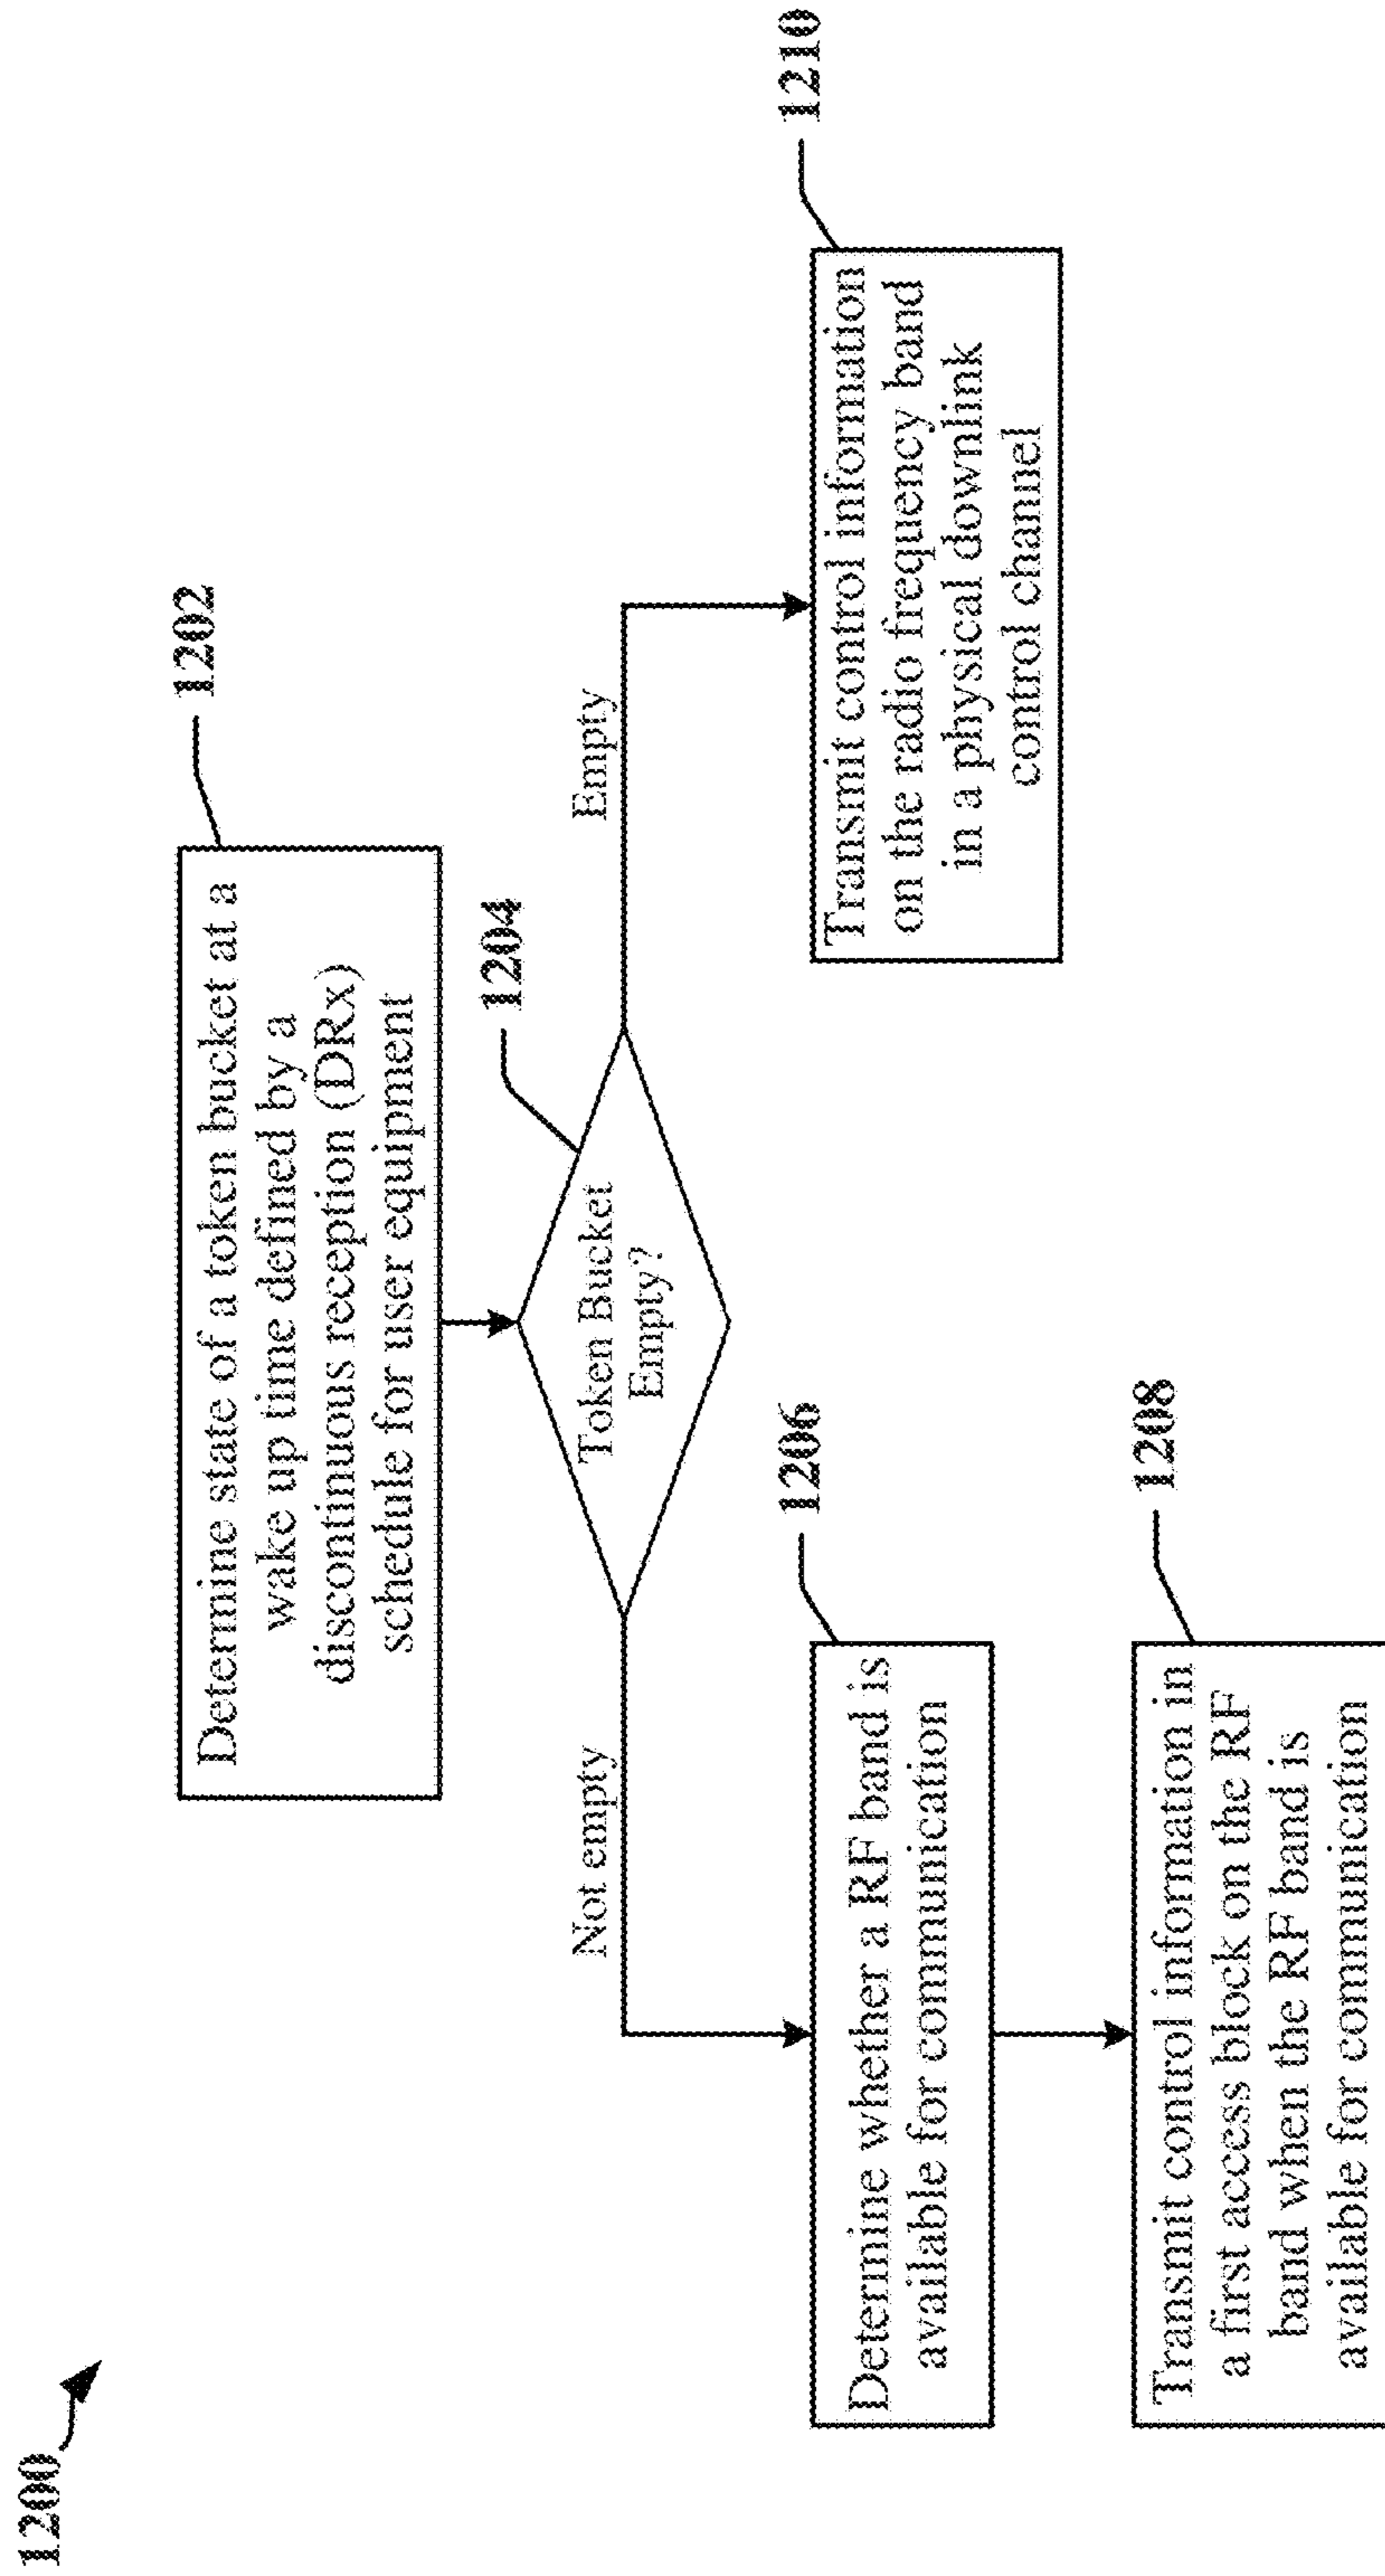 1200
1202
Determine state of a token bucket at a
wake up time defined by a
discontinuous reception (DRx)
schedule for user equipment
1204
Token Bucket
Empty?
Not empty
Empty
1206
Determine whether a RF band is
available for communication
1210
Transmit control information
on the radio frequency band
in a physical downlink
control channel
1208
Transmit control information in
a first access block on the RF
band when the RF band is
available for communication